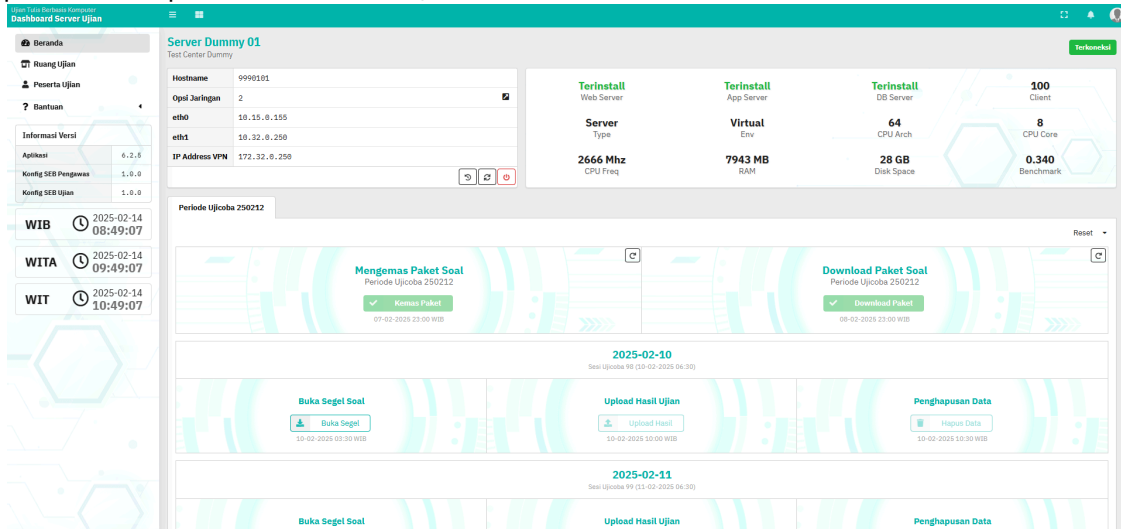 Ujian Tulis Berbasis Komputer
Dashboard Server Ujian
Beranda
Ruang Ujian
Peserta Ujian
Bantuan
Informasi Versi
Aplikasi 6.2.5
Konfig SEB Pengawas 1.0.0
Konfig SEB Ujian 1.0.0
WIB 2025-02-14
08:49:07
WITA 2025-02-14
09:49:07
WIT 2025-02-14
10:49:07
Server Dummy 01
Test Center Dummy
Terkoneksi
Hostname 9990101
Opsi Jaringan 2
eth0 10.15.0.155
eth1 10.32.0.250
IP Address VPN 172.32.0.250
Terinstall Terinstall Terinstall 100
Web Server App Server DB Server Client
Server Virtual 64 8
Type Env CPU Arch CPU Core
2666 Mhz 7943 MB 28 GB 0.340
CPU Freq RAM Disk Space Benchmark
Periode Ujicoba 250212
Reset
Mengemas Paket Soal
Periode Ujicoba 250212
Kemas Paket
07-02-2025 23:00 WIB
Download Paket Soal
Periode Ujicoba 250212
Download Paket
08-02-2025 23:00 WIB
2025-02-10
Sesi Ujicoba 98 (10-02-2025 06:30)
Buka Segel Soal
Buka Segel
10-02-2025 03:30 WIB
Upload Hasil Ujian
Upload Hasil
10-02-2025 10:00 WIB
Penghapusan Data
Hapus Data
10-02-2025 10:30 WIB
2025-02-11
Sesi Ujicoba 99 (11-02-2025 06:30)
Buka Segel Soal
Upload Hasil Ujian
Penghapusan Data